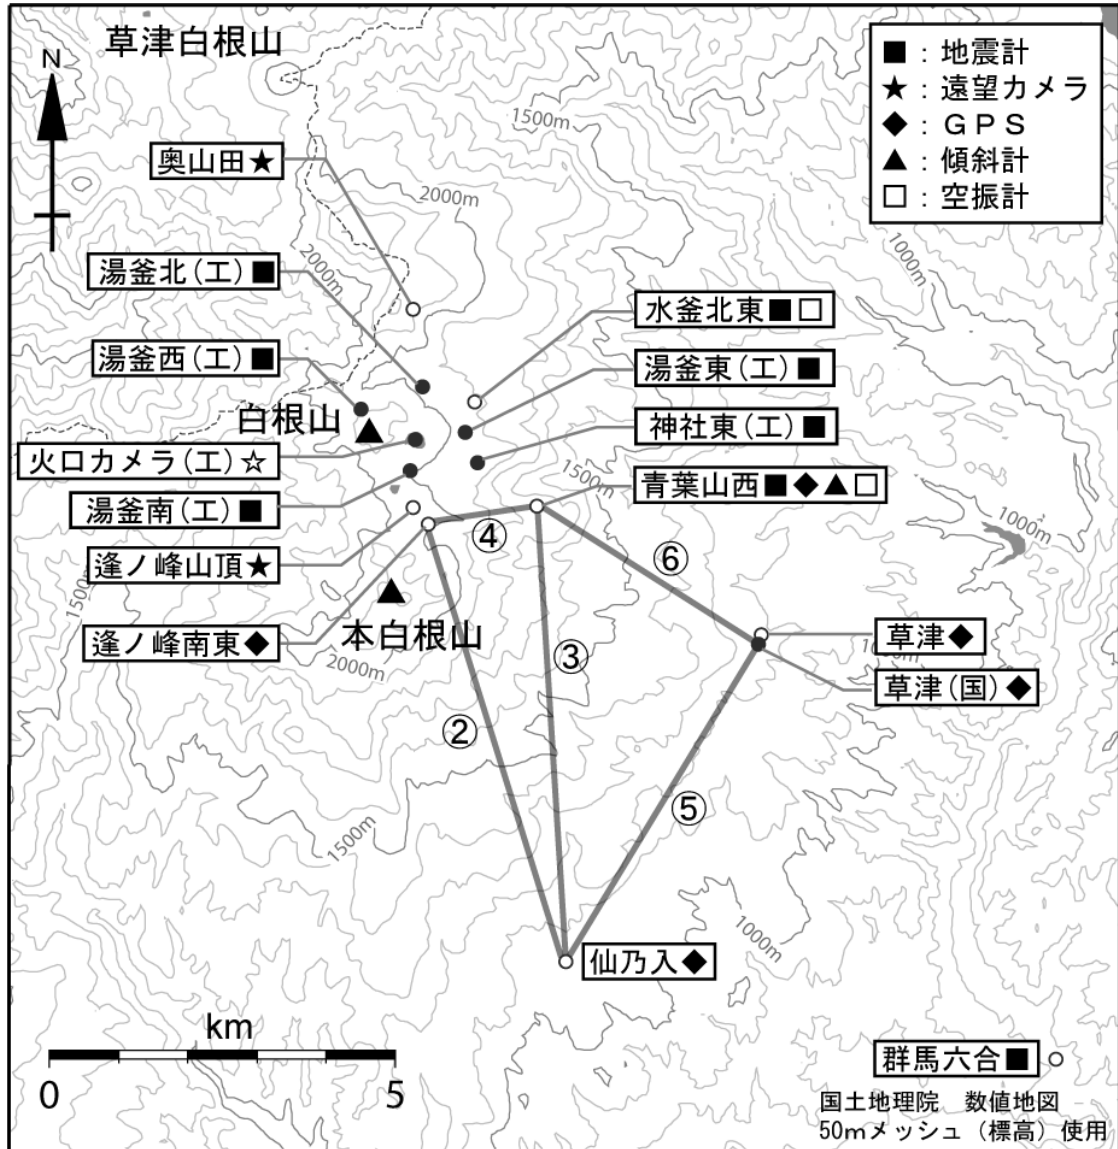 草津白根山
N
■：地震計
★：遠望カメラ
◆：ＧＰＳ
▲：傾斜計
□：空振計
1500m
奥山田★
2000m
1000m
2000m
湯釜北(工)■
水釜北東■□
湯釜西(工)■
湯釜東(工)■
白根山
神社東(工)■
火口カメラ(工)☆
1500m
青葉山西■◆▲□
湯釜南(工)■
1000m
④
⑥
逢ノ峰山頂★
1500m
逢ノ峰南東◆
本白根山
2000m
草津◆
③
草津(国)◆
②
⑤
1500m
1000m
仙乃入◆
km
0
5
群馬六合■
国土地理院　数値地図
50mメッシュ（標高）使用